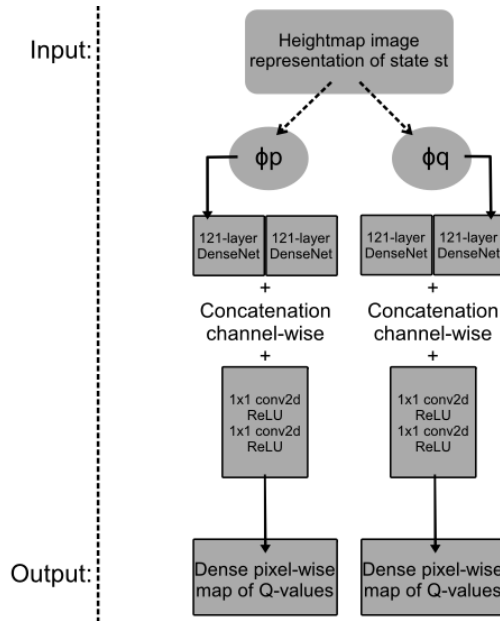 Input:
Heightmap image
representation of state st
ϕp
ϕq
121-layer
DenseNet
121-layer
DenseNet
121-layer
DenseNet
121-layer
DenseNet
+
Concatenation
channel-wise
+
+
Concatenation
channel-wise
+
1x1 conv2d
ReLU
1x1 conv2d
ReLU
1x1 conv2d
ReLU
1x1 conv2d
ReLU
Output:
Dense pixel-wise
map of Q-values
Dense pixel-wise
map of Q-values